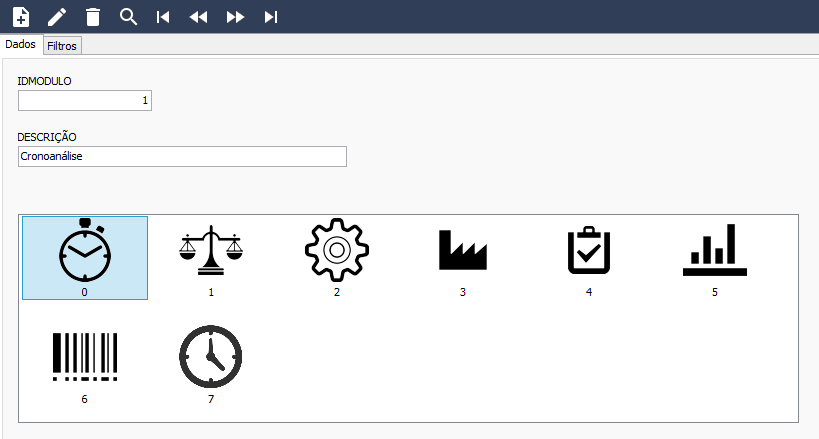 Dados Filtros
IDMODULO
1
DESCRIÇÃO
Cronoanálise
0 1 2 3 4 5
6 7